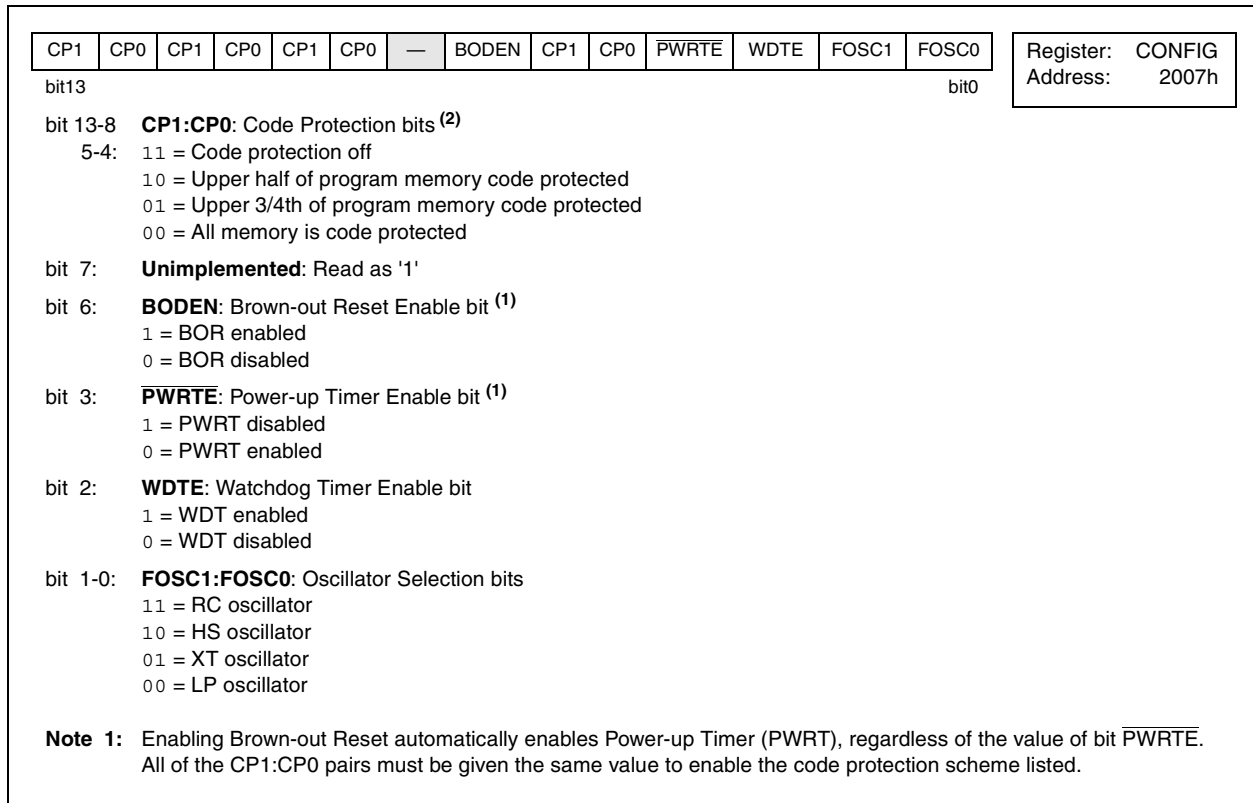 CP1 CP0 CP1 CP0 CP1 CP0 — BODEN CP1 CP0 PWRTE WDTE FOSC1 FOSC0
Register: CONFIG
Address: 2007h
bit13 bit0
bit 13-8 CP1:CP0: Code Protection bits (2)
5-4: 11 = Code protection off
10 = Upper half of program memory code protected
01 = Upper 3/4th of program memory code protected
00 = All memory is code protected
bit 7: Unimplemented: Read as '1'
bit 6: BODEN: Brown-out Reset Enable bit (1)
1 = BOR enabled
0 = BOR disabled
bit 3: PWRTE: Power-up Timer Enable bit (1)
1 = PWRT disabled
0 = PWRT enabled
bit 2: WDTE: Watchdog Timer Enable bit
1 = WDT enabled
0 = WDT disabled
bit 1-0: FOSC1:FOSC0: Oscillator Selection bits
11 = RC oscillator
10 = HS oscillator
01 = XT oscillator
00 = LP oscillator
Note 1: Enabling Brown-out Reset automatically enables Power-up Timer (PWRT), regardless of the value of bit PWRTE.
All of the CP1:CP0 pairs must be given the same value to enable the code protection scheme listed.